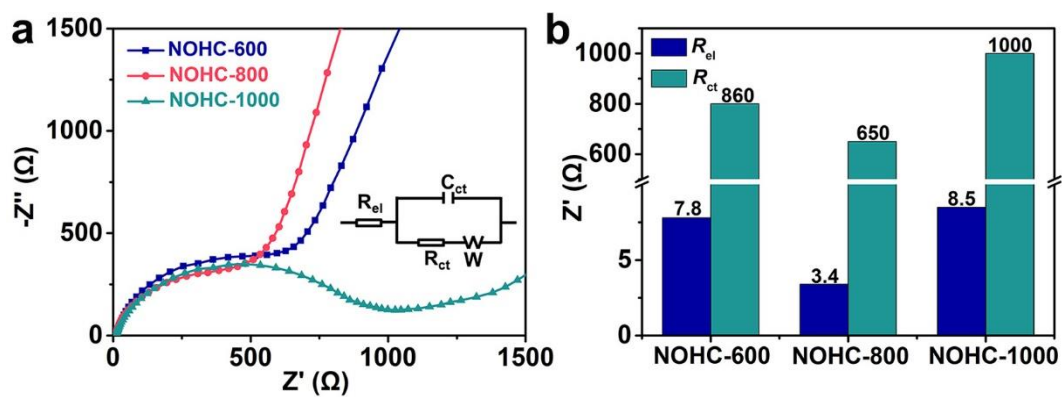 a
NOHC-600
NOHC-800
NOHC-1000
-Z'' (Ω)
1500
1000
500
0
0 500 1000 1500
Z' (Ω)
R_el
C_ct
R_ct
W
b
R_el
R_ct
Z' (Ω)
1000
800
600
5
0
7.8
860
3.4
650
8.5
1000
NOHC-600 NOHC-800 NOHC-1000